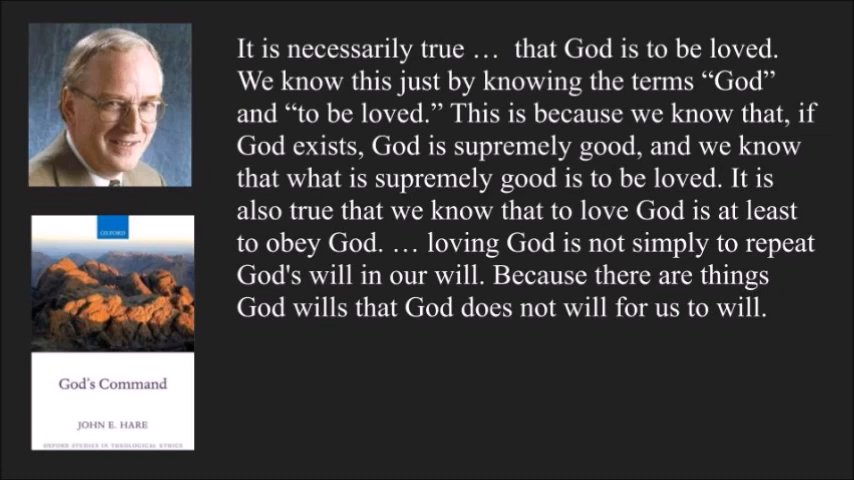 It is necessarily true … that God is to be loved.
We know this just by knowing the terms “God”
and “to be loved.” This is because we know that, if
God exists, God is supremely good, and we know
that what is supremely good is to be loved. It is
also true that we know that to love God is at least
to obey God. … loving God is not simply to repeat
God's will in our will. Because there are things
God wills that God does not will for us to will.
OXFORD
God's Command
JOHN E. HARE
OXFORD STUDIES IN THEOLOGICAL ETHICS